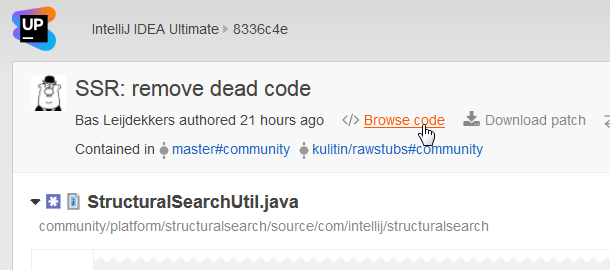 UP
IntelliJ IDEA Ultimate 8336c4e
SSR: remove dead code
Bas Leijdekkers authored 21 hours ago </> Browse code Download patch
Contained in master#community kulitin/rawstubs#community
StructuralSearchUtil.java
community/platform/structuralsearch/source/com/intellij/structuralsearch